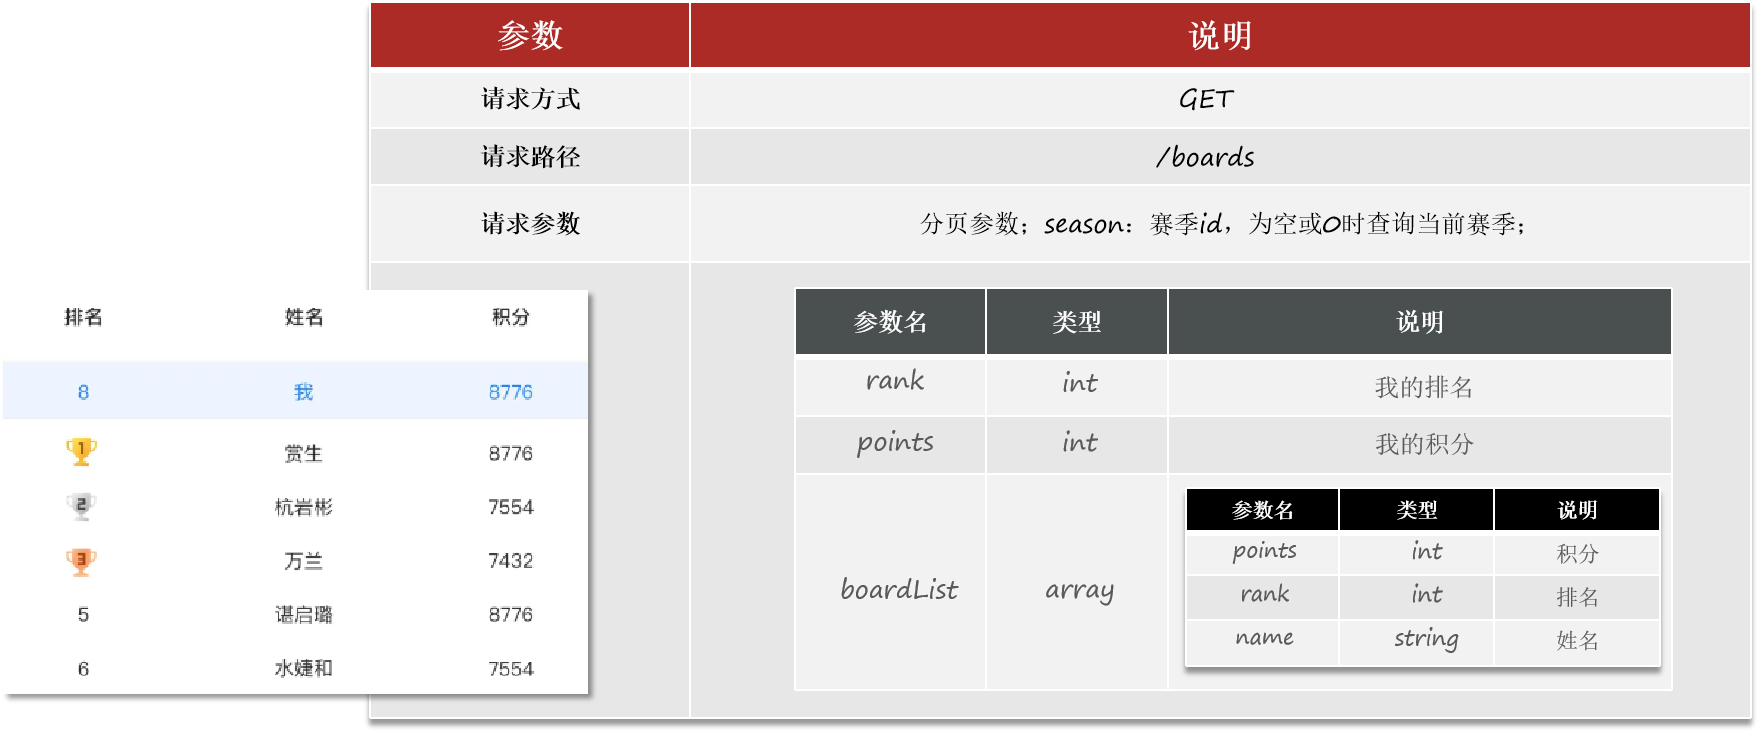 参数 说明
请求方式 GET
请求路径 /boards
请求参数 分页参数；season：赛季id，为空或0时查询当前赛季；
排名 姓名 积分
8 我 8776
1 赏生 8776
2 杭岩彬 7554
3 万兰 7432
5 谌启璐 8776
6 水婕和 7554
参数名 类型 说明
rank int 我的排名
points int 我的积分
boardList array
参数名 类型 说明
points int 积分
rank int 排名
name string 姓名